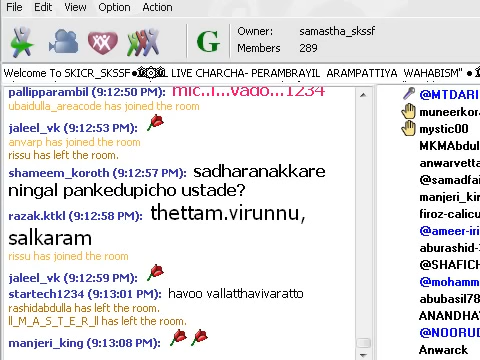 File Edit Option Action
G
Owner: samastha_skssf
Members 289
Welcome To SKICR_SKSSF LIVE CHARCHA- PERAMBRAYIL ARAMPATTIYA WAHABISM"
pallipparambil (9:12:50 PM): mic..I...vado...1234
ubaidulla_areacode has joined the room
jaleel_vk (9:12:53 PM):
anvarp has joined the room
rissu has left the room.
shameem_koroth (9:12:57 PM): sadharanakkare
ningal pankedupicho ustade?
razak.ktkl (9:12:58 PM): thettam.virunnu,
salkaram
rissu has joined the room
jaleel_vk (9:12:59 PM):
startech1234 (9:13:01 PM): havoo vallatthavivaratto
rashidabdulla has left the room.
ll_M_A_S_T_E_R_ll has left the room.
manjeri_king (9:13:08 PM):
@MTDARI
muneerkora
mystic00
MKMAbdul
anwarvetta
@samadfai
manjeri_king
firoz-calicu
@ameer-iri
aburashid-3
@SHAFICH
@mohamm
abubasil78
ANANDHA
@NOORUD
Anwarck